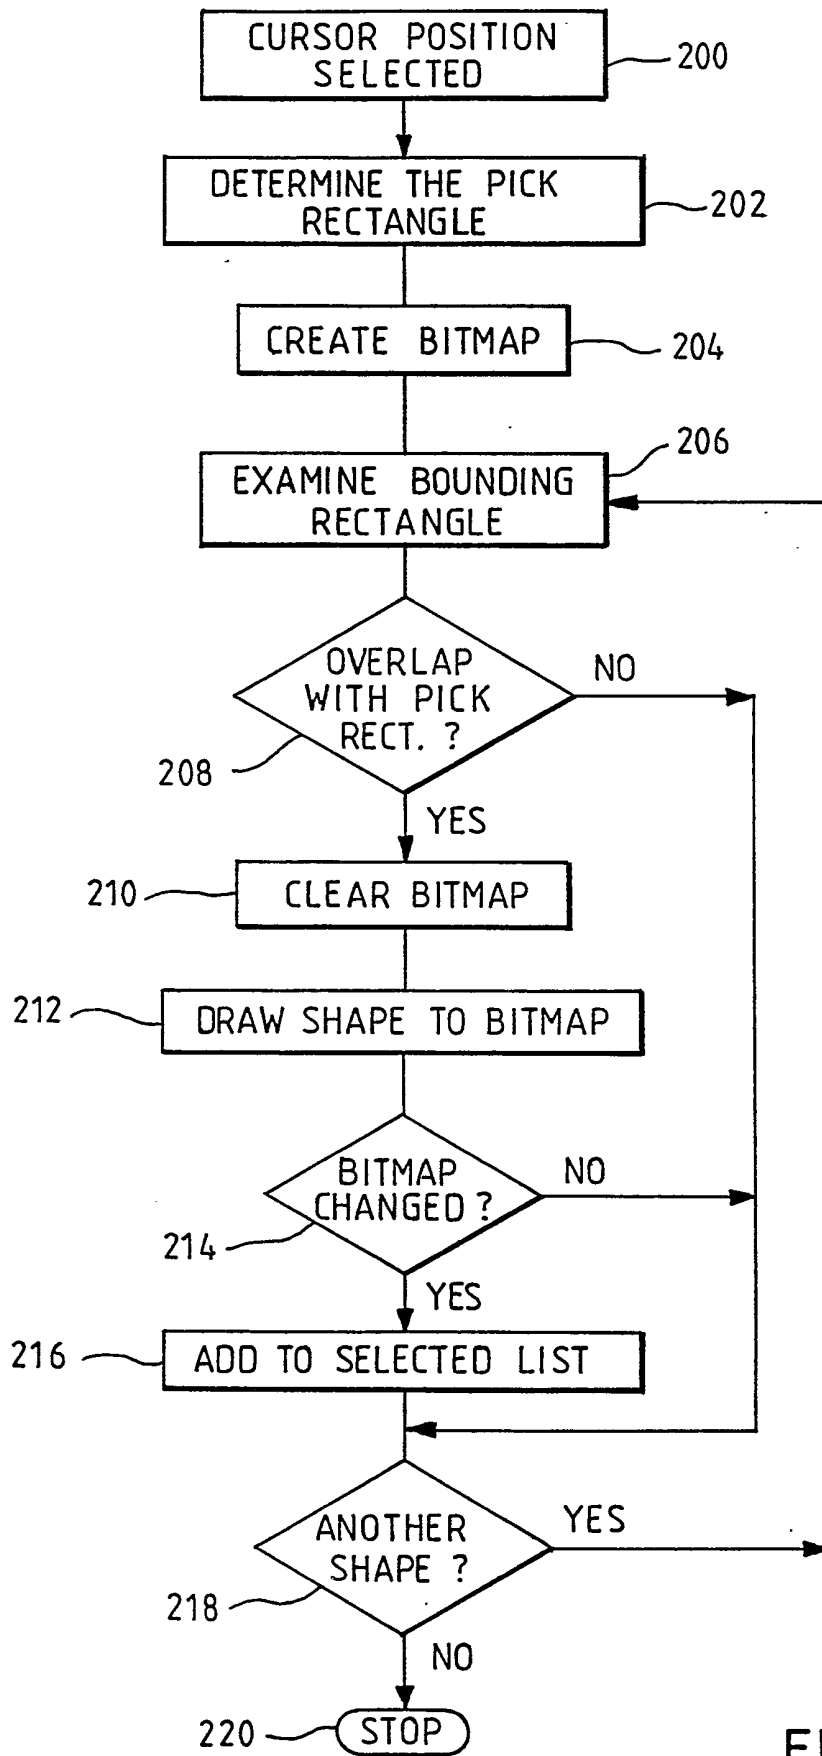 CURSOR POSITION
SELECTED
200
DETERMINE THE PICK
RECTANGLE
202
CREATE BITMAP
204
206
EXAMINE BOUNDING
RECTANGLE
OVERLAP
WITH PICK
RECT. ?
NO
208
YES
210
CLEAR BITMAP
212
DRAW SHAPE TO BITMAP
BITMAP
CHANGED ?
NO
214
YES
216
ADD TO SELECTED LIST
ANOTHER
SHAPE ?
YES
218
NO
220
STOP